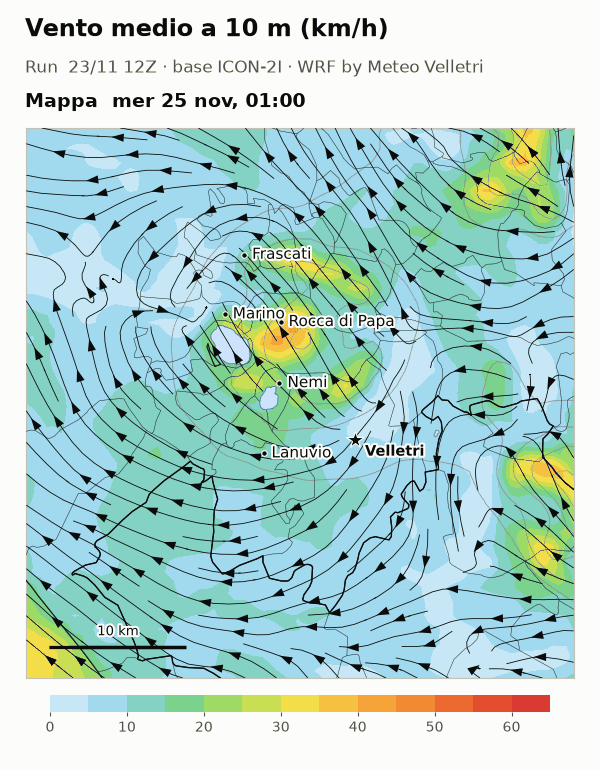 Vento medio a 10 m (km/h)
Run  23/11 12Z · base ICON-2I · WRF by Meteo Velletri
Mappa  mer 25 nov, 01:00
Frascati
Marino
Rocca di Papa
Nemi
Velletri
Lanuvio
10 km
0 10 20 30 40 50 60